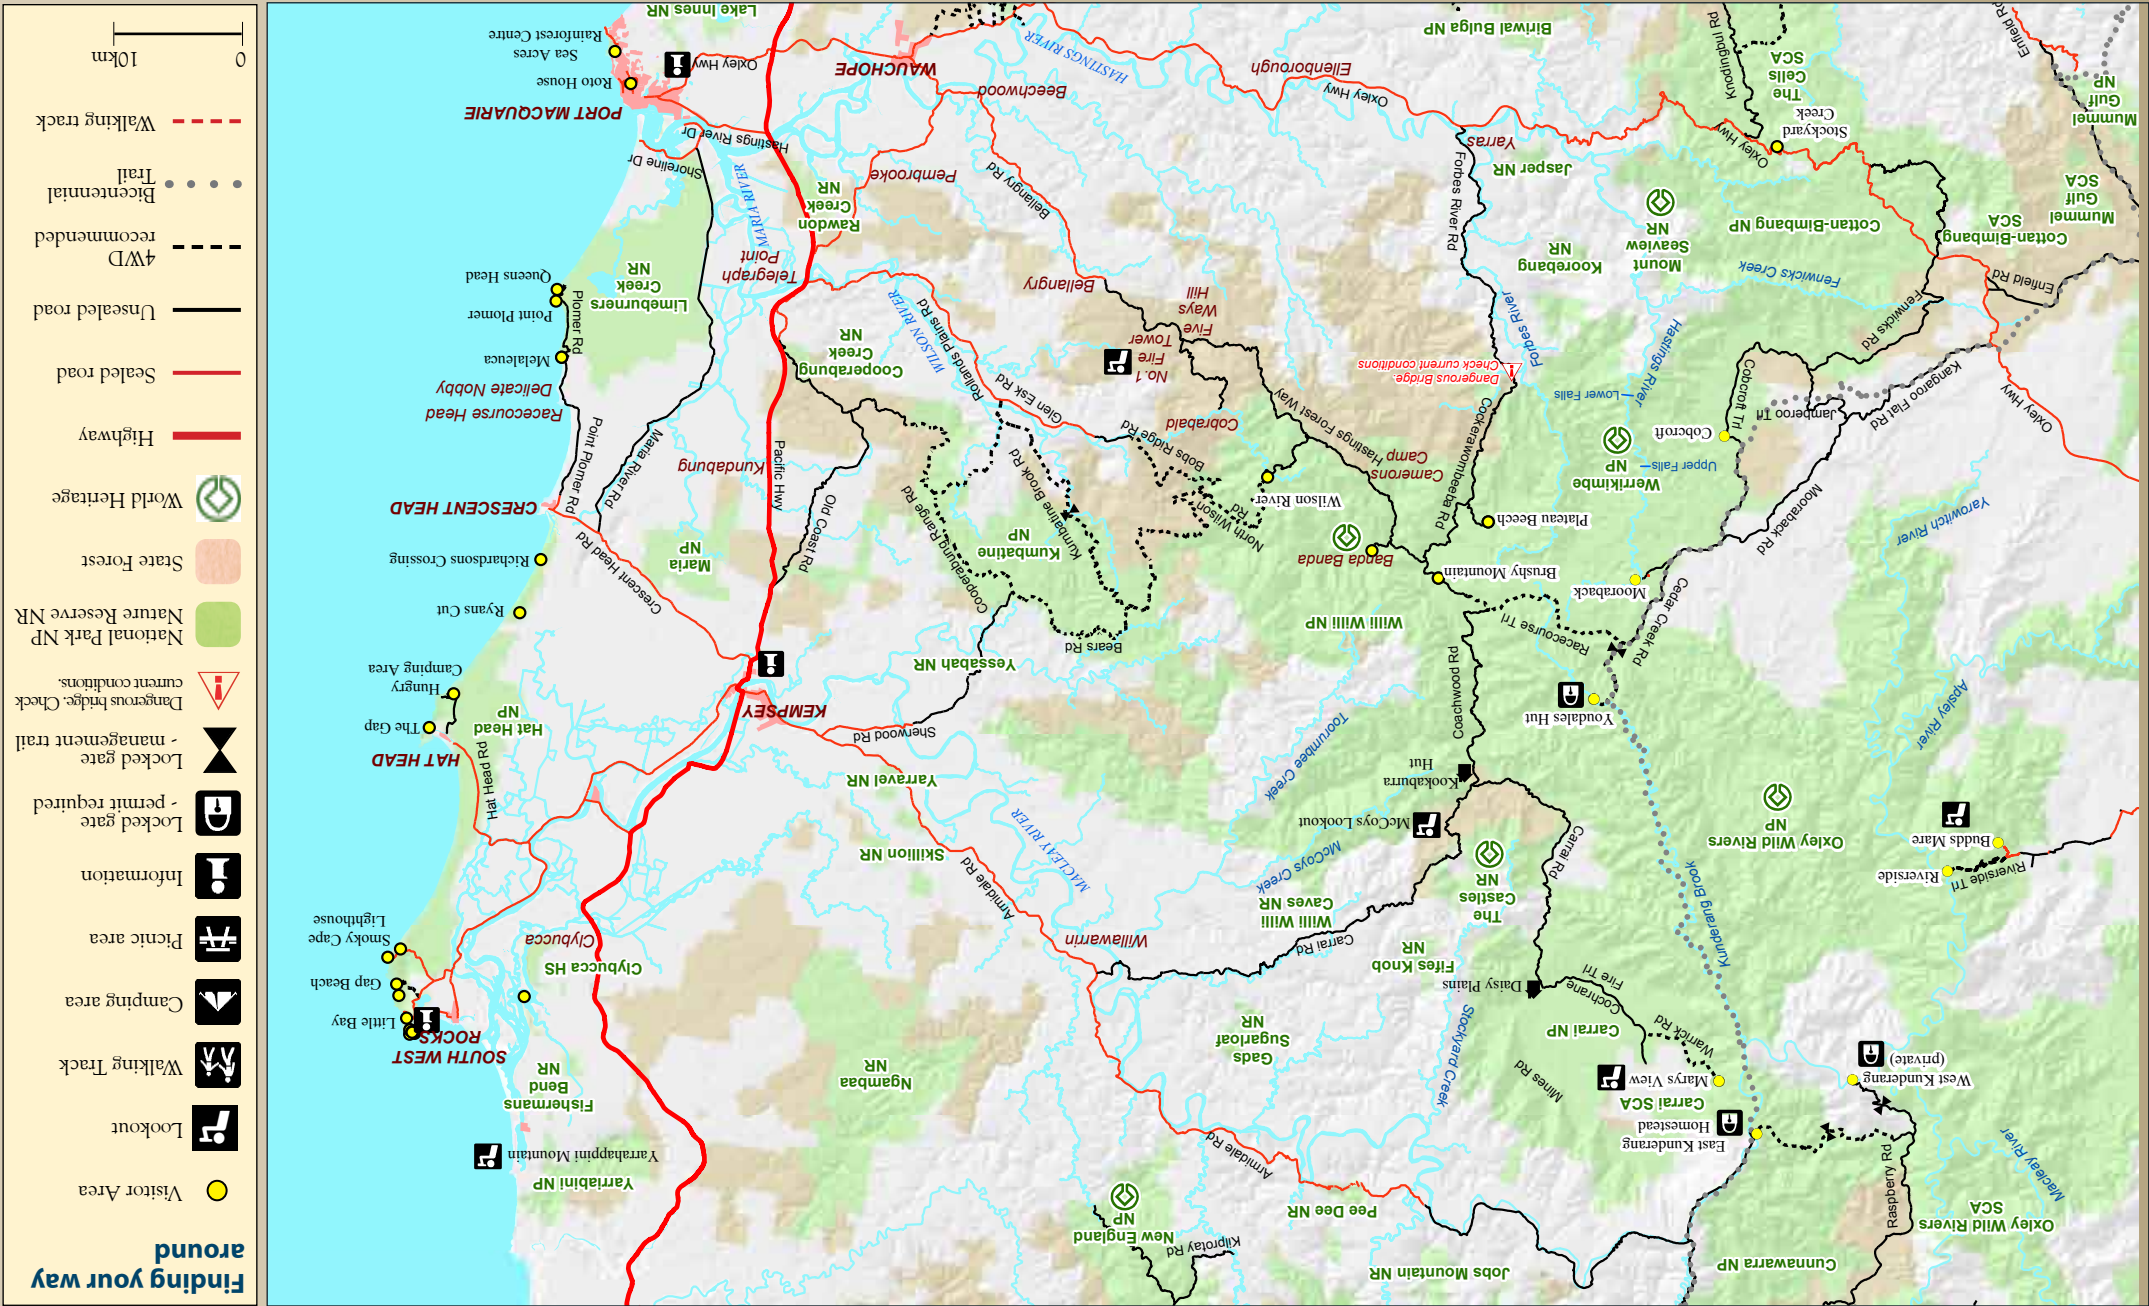 Cunnawarra NP
Jobs Mountain NR
Kilprotay Rd
New England
NP
Oxley Wild Rivers
SCA
Raspberry Rd
Macleay River
Pee Dee NR
Armidale Rd
Yarriabini NP
Yarrahappini Mountain
East Kunderang
Homestead
Carrai SCA
Marys View
Mines Rd
West Kunderang
(private)
Warrick Rd
Carrai NP
Cochrane
Fire Trl
Daisy Plains
Stockyard Creek
Gads
Sugarloaf
NR
Ngambaa
NR
Fishermans
Bend
NR
SOUTH WEST
ROCKS
Little Bay
Gap Beach
Smoky Cape
Lighthouse
Clybucca HS
Clybucca
Fifes Knob
NR
Carrai Rd
Willi Willi
Caves NR
Willawarrin
The
Castles
NR
Kunderang Brook
Riverside Trl
Riverside
Budds Mare
Oxley Wild Rivers
NP
Carrai Rd
McCoys Creek
McCoys Lookout
MACLEAY RIVER
Armidale Rd
Skillion NR
Yarravel NR
Kookaburra
Hut
Toorumbee Creek
Apsley River
Sherwood Rd
KEMPSEY
Hat Head Rd
HAT HEAD
The Gap
Hat Head
NP
Hungry
Camping Area
Youdales Hut
Coachwood Rd
Cedar Creek Rd
Racecourse Trl
Willi Willi NP
Bears Rd
Yessabah NR
Ryans Cut
Richardsons Crossing
Mooraback
Brushy Mountain
Banda Banda
Plateau Beech
Mooraback Rd
Yarrowitch River
Wilson River
North Wilson
Rd
Kumbatine
NP
Kumbatine Brook Rd
Cooperabung Range Rd
Old Coast Rd
Maria
NP
Crescent Head Rd
CRESCENT HEAD
Werrikimbe
NP
Upper Falls
Lower Falls
Cobcroft
Cobcroft Trl
Jamberoo Trl
Kangaroo Flat Rd
Oxley Hwy
Cockerawombeeba Rd
Camerons
Camp
Hastings Forest Way
Cobrabald
Bobs Ridge Rd
Glen Esk Rd
Rollands Plains Rd
Pacific Hwy
Kundabung
Maria River Rd
Point Plomer Rd
Racecourse Head
Delicate Nobby
Melaleuca
Point Plomer
Queens Head
Plomer Rd
Dangerous Bridge
Check current conditions
No.1
Fire
Tower
Five
Ways
Hill
Cooperabung
Creek
NR
WILSON RIVER
Limeburners
Creek
NR
Fenwicks Rd
Hastings River
Forbes River
Enfield Rd
Fenwicks Creek
Bellangry
Telegraph
Point
MARIA RIVER
Cottan-Bimbang
SCA
Cottan-Bimbang NP
Mount
Seaview
NR
Koorebang
NR
Forbes River Rd
Bellangry Rd
Rawdon
Creek
NR
Pembrooke
Shoreline Dr
Hastings River Dr
Mummel
Gulf
SCA
Stockyard
Creek
Oxley Hwy
Jasper NR
Yarras
Oxley Hwy
Ellenborough
Beechwood
HASTINGS RIVER
WAUCHOPE
Oxley Hwy
PORT MACQUARIE
Roto House
Sea Acres
Rainforest Centre
Mummel
Gulf
NP
Enfield Rd
The
Cells
SCA
Knodingbul Rd
Biriwal Bulga NP
Lake Innes NR
Finding your way
around
Visitor Area
Lookout
Walking Track
Camping area
Picnic area
Information
Locked gate
- permit required
Locked gate
- management trail
Dangerous bridge. Check
current conditions.
National Park NP
Nature Reserve NR
State Forest
World Heritage
Highway
Sealed road
Unsealed road
4WD
recommended
Bicentennial
Trail
Walking track
0
10km